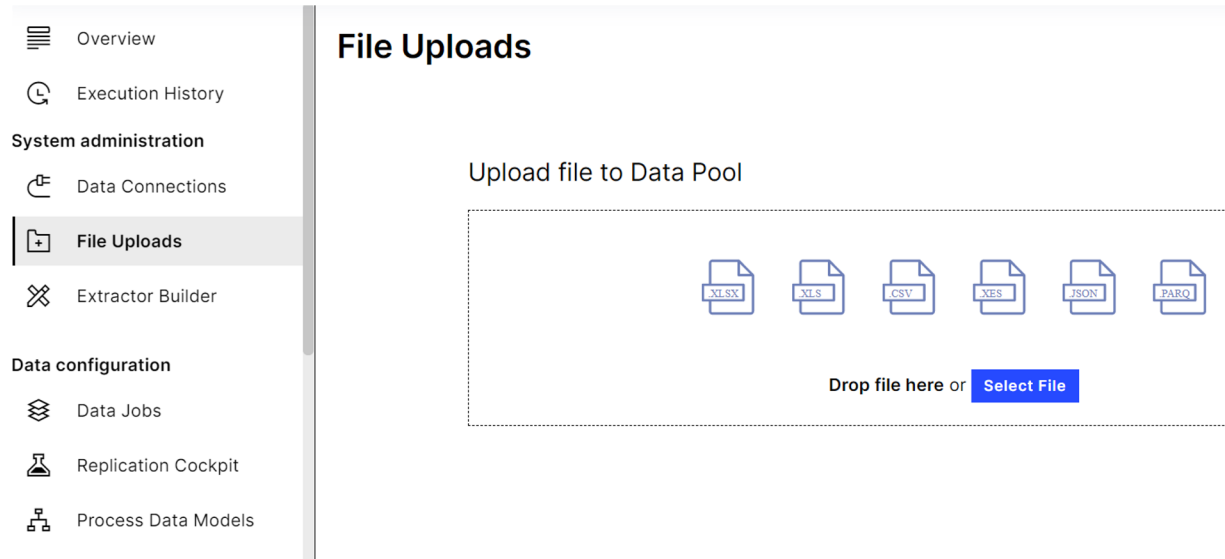 Overview
Execution History
System administration
Data Connections
File Uploads
Extractor Builder
Data configuration
Data Jobs
Replication Cockpit
Process Data Models
File Uploads
Upload file to Data Pool
.XLSX .XLS .CSV .XES .JSON .PARQ
Drop file here or Select File